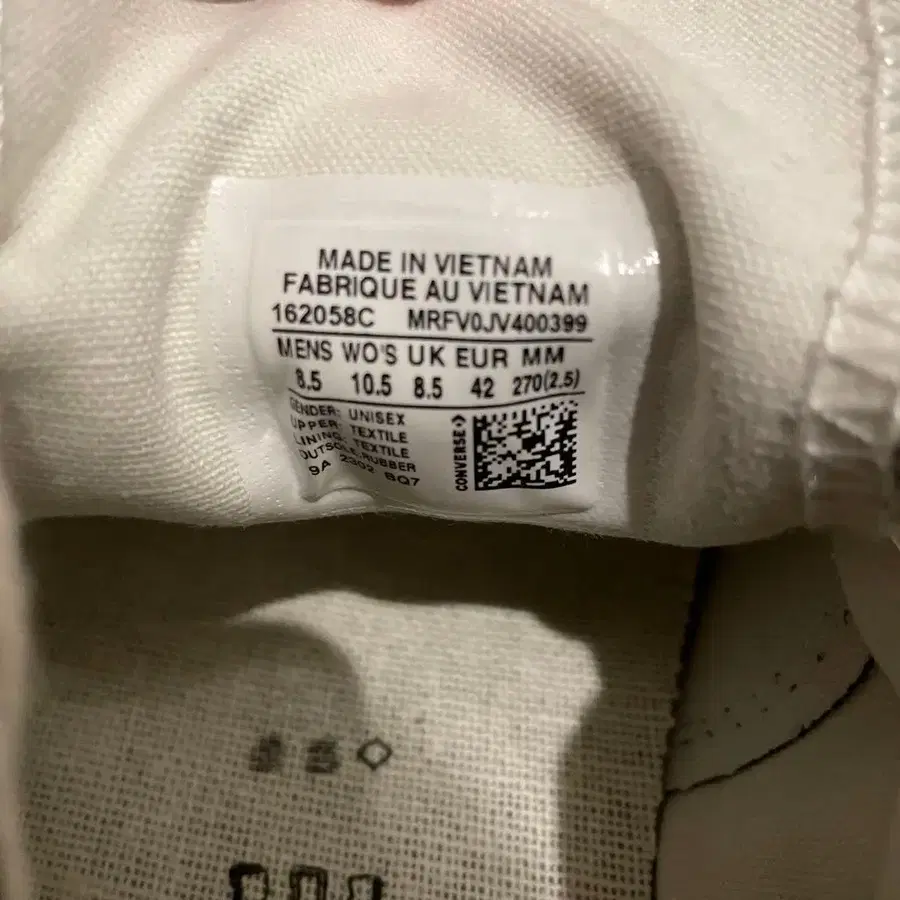 MADE IN VIETNAM
FABRIQUE AU VIETNAM
162058C MRFV0JV400399
MENS WO'S UK EUR MM
8.5 10.5 8.5 42 270(2.5)
GENDER: UNISEX
UPPER: TEXTILE
LINING: TEXTILE
OUTSOLE: RUBBER
9A 2302 BQ7
CONVERSE